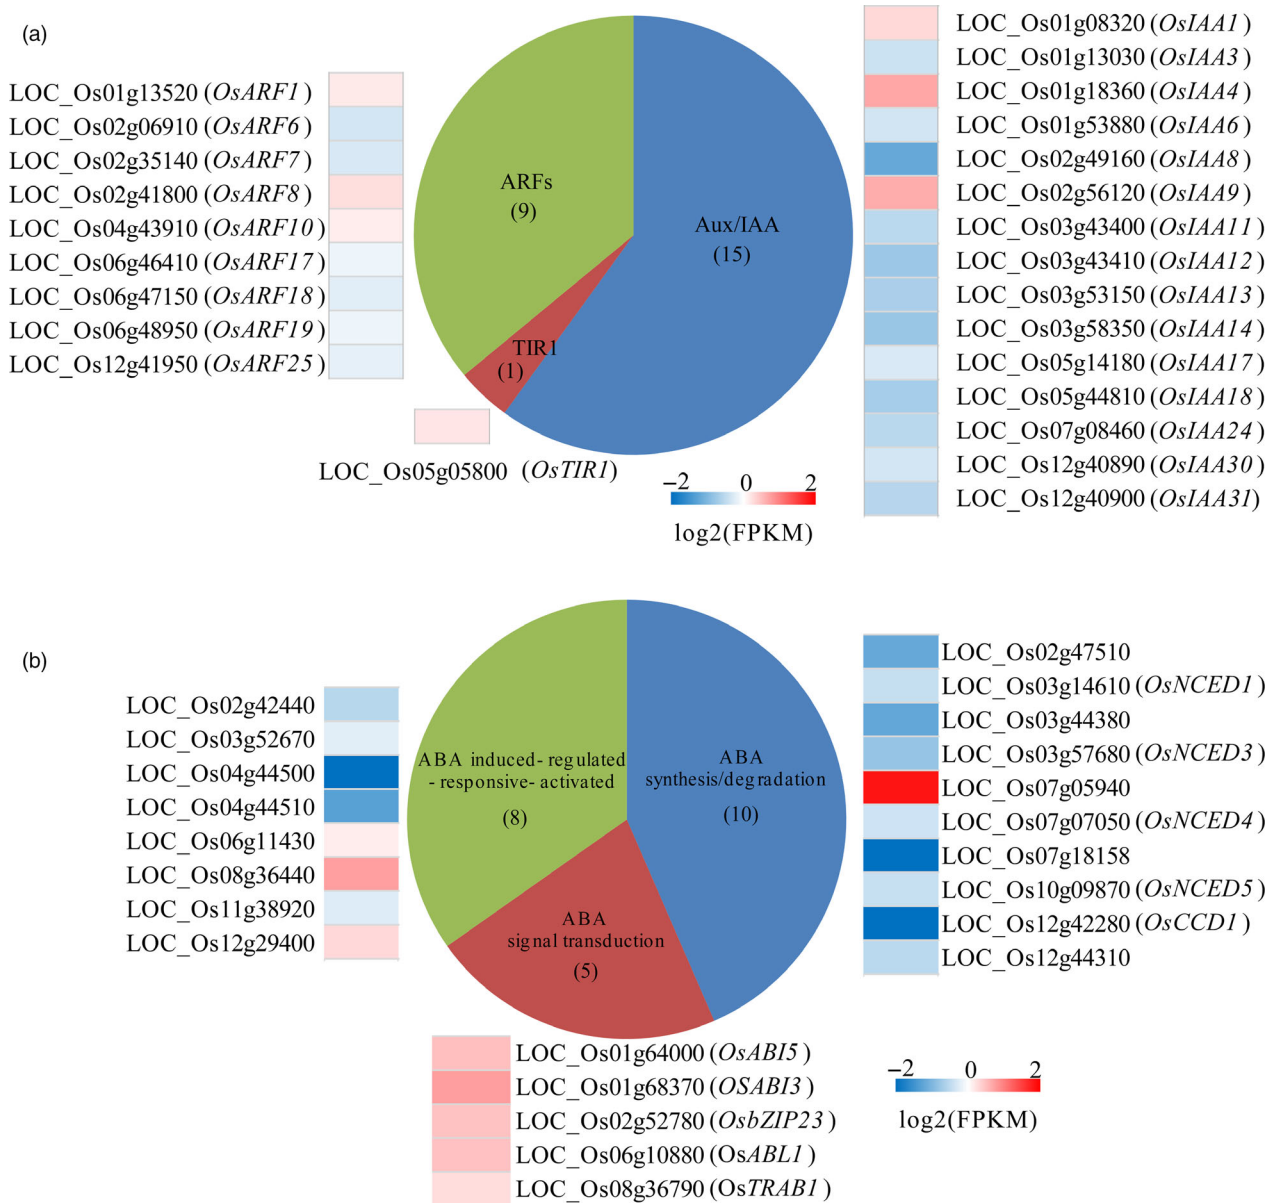 (a)
LOC_Os01g13520 (OsARF1)
LOC_Os02g06910 (OsARF6)
LOC_Os02g35140 (OsARF7)
LOC_Os02g41800 (OsARF8)
LOC_Os04g43910 (OsARF10)
LOC_Os06g46410 (OsARF17)
LOC_Os06g47150 (OsARF18)
LOC_Os06g48950 (OsARF19)
LOC_Os12g41950 (OsARF25)
ARFs
(9)
Aux/IAA
(15)
TIR1
(1)
LOC_Os05g05800 (OsTIR1)
−2 0 2
log2(FPKM)
LOC_Os01g08320 (OsIAA1)
LOC_Os01g13030 (OsIAA3)
LOC_Os01g18360 (OsIAA4)
LOC_Os01g53880 (OsIAA6)
LOC_Os02g49160 (OsIAA8)
LOC_Os02g56120 (OsIAA9)
LOC_Os03g43400 (OsIAA11)
LOC_Os03g43410 (OsIAA12)
LOC_Os03g53150 (OsIAA13)
LOC_Os03g58350 (OsIAA14)
LOC_Os05g14180 (OsIAA17)
LOC_Os05g44810 (OsIAA18)
LOC_Os07g08460 (OsIAA24)
LOC_Os12g40890 (OsIAA30)
LOC_Os12g40900 (OsIAA31)
(b)
LOC_Os02g42440
LOC_Os03g52670
LOC_Os04g44500
LOC_Os04g44510
LOC_Os06g11430
LOC_Os08g36440
LOC_Os11g38920
LOC_Os12g29400
ABA induced- regulated
- responsive- activated
(8)
ABA
synthesis/degradation
(10)
ABA
signal transduction
(5)
LOC_Os02g47510
LOC_Os03g14610 (OsNCED1)
LOC_Os03g44380
LOC_Os03g57680 (OsNCED3)
LOC_Os07g05940
LOC_Os07g07050 (OsNCED4)
LOC_Os07g18158
LOC_Os10g09870 (OsNCED5)
LOC_Os12g42280 (OsCCD1)
LOC_Os12g44310
LOC_Os01g64000 (OsABI5)
LOC_Os01g68370 (OSABI3)
LOC_Os02g52780 (OsbZIP23)
LOC_Os06g10880 (OsABL1)
LOC_Os08g36790 (OsTRAB1)
−2 0 2
log2(FPKM)